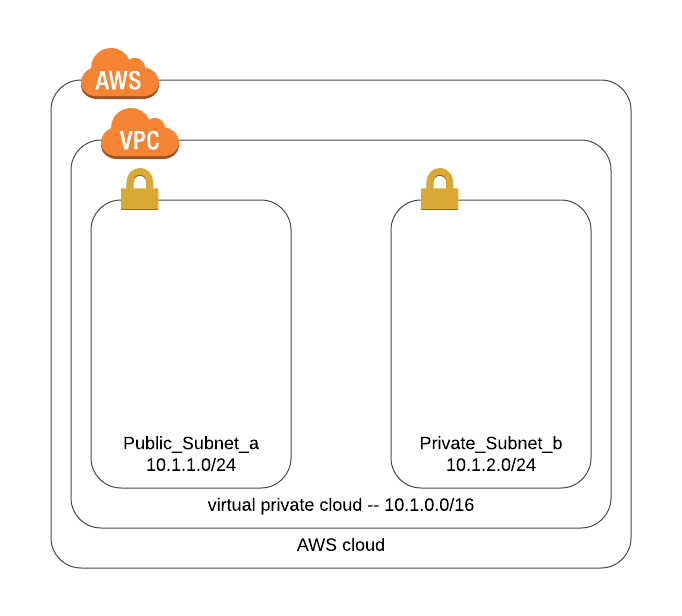 AWS
VPC
Public_Subnet_a
10.1.1.0/24
Private_Subnet_b
10.1.2.0/24
virtual private cloud -- 10.1.0.0/16
AWS cloud